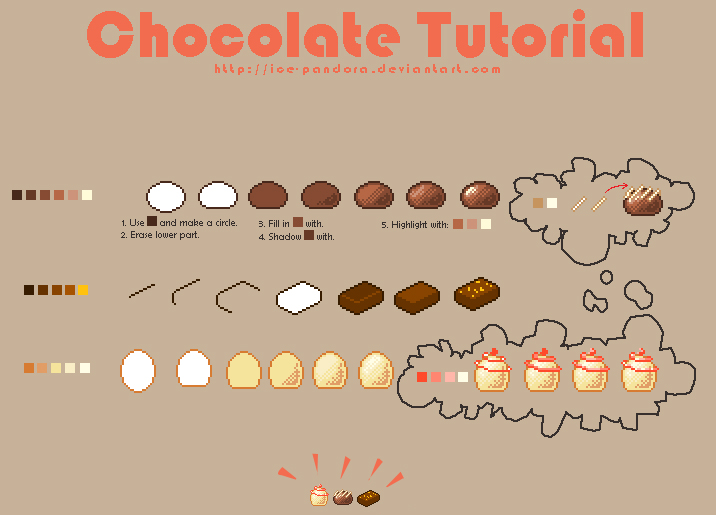 Chocolate Tutorial
http://ice-pandora.deviantart.com
1. Use and make a circle.
2. Erase lower part.
3. Fill in with.
4. Shadow with.
5. Highlight with: